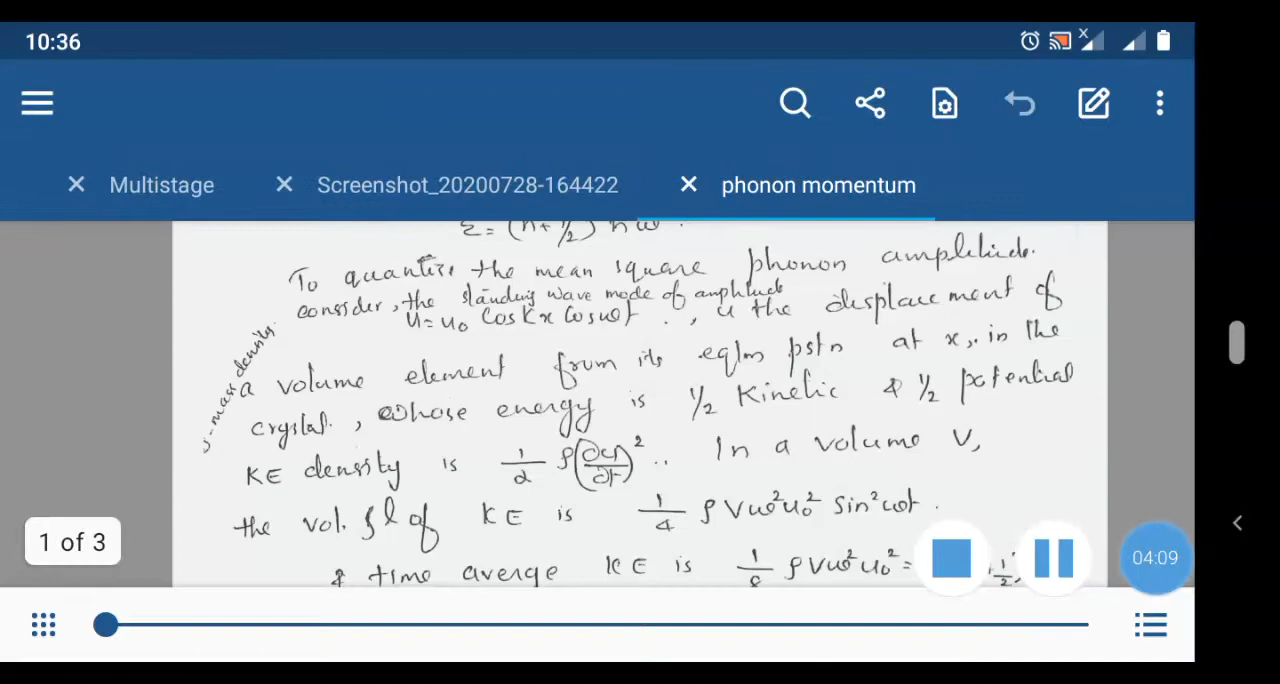 10:36
Multistage
Screenshot_20200728-164422
phonon momentum
ε = (n + 1/2) ħω.
To quantise the mean square phonon amplitude.
consider, the standing wave mode of amplitude
u = u₀ cos Kx cos ωt . , u the displacement of
a volume element from its eqlm pstn at x, in the
crystal. , whose energy is 1/2 kinetic & 1/2 potential
ρ - mass density.
KE density is 1/2 ρ(∂u/∂t)² .. In a volume V,
the vol. ∫l of KE is 1/4 ρVω²u₀² sin²ωt .
& time average KE is 1/8 ρVω²u₀² = 1/2
1 of 3
04:09